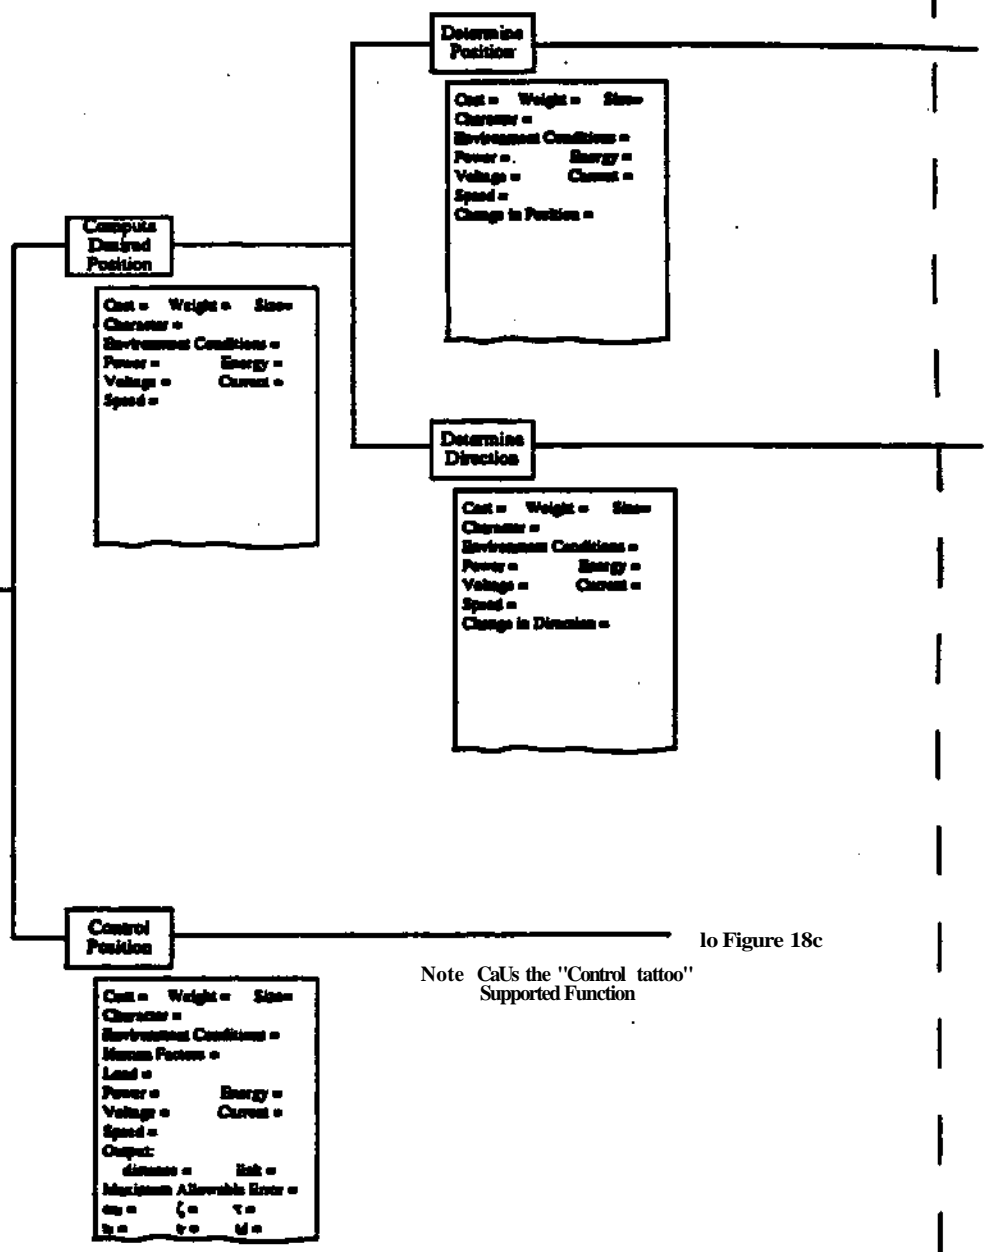 Determine
Position
Cost = Weight = Size=
Character =
Environment Conditions =
Power = . Energy =
Voltage = Current =
Speed =
Change in Position =
Compute
Desired
Position
Cost = Weight = Size=
Character =
Environment Conditions =
Power = Energy =
Voltage = Current =
Speed =
Determine
Direction
Cost = Weight = Size=
Character =
Environment Conditions =
Power = Energy =
Voltage = Current =
Speed =
Change in Direction =
Control
Position
lo Figure 18c
Note CaUs the "Control tattoo"
Supported Function
Cost = Weight = Size=
Character =
Environment Conditions =
Human Factors =
Load =
Power = Energy =
Voltage = Current =
Speed =
Output:
distance = link =
Maximum Allowable Error =
ζ = τ =
tr = td =